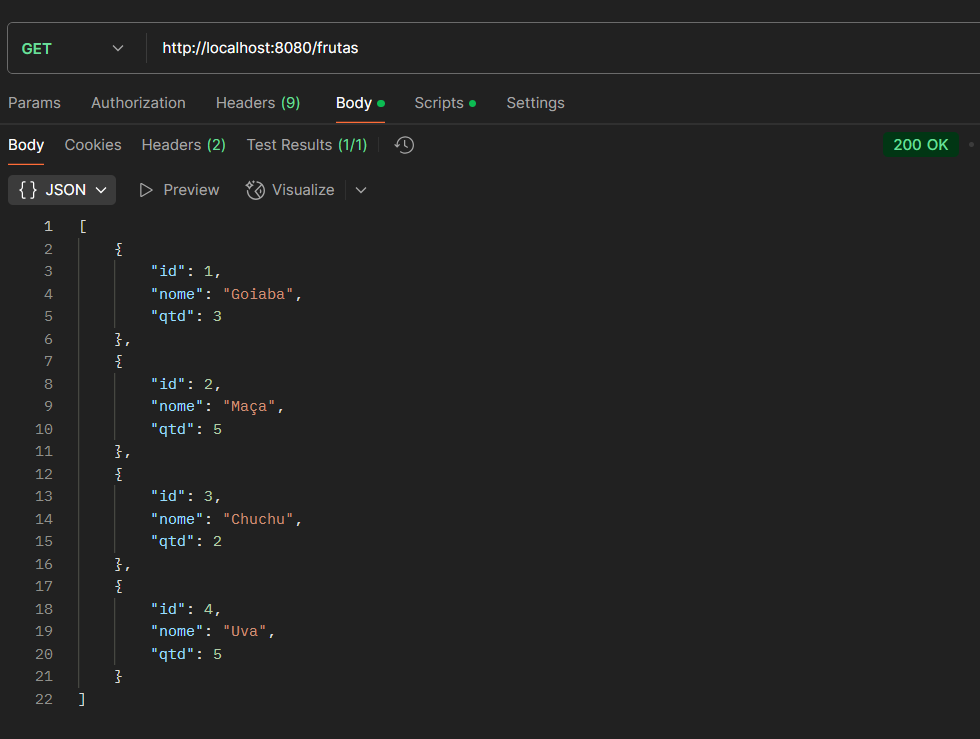 GET http://localhost:8080/frutas
Params Authorization Headers (9) Body Scripts Settings
Body Cookies Headers (2) Test Results (1/1) 200 OK
{} JSON Preview Visualize
1 [
2 {
3 "id": 1,
4 "nome": "Goiaba",
5 "qtd": 3
6 },
7 {
8 "id": 2,
9 "nome": "Maça",
10 "qtd": 5
11 },
12 {
13 "id": 3,
14 "nome": "Chuchu",
15 "qtd": 2
16 },
17 {
18 "id": 4,
19 "nome": "Uva",
20 "qtd": 5
21 }
22 ]